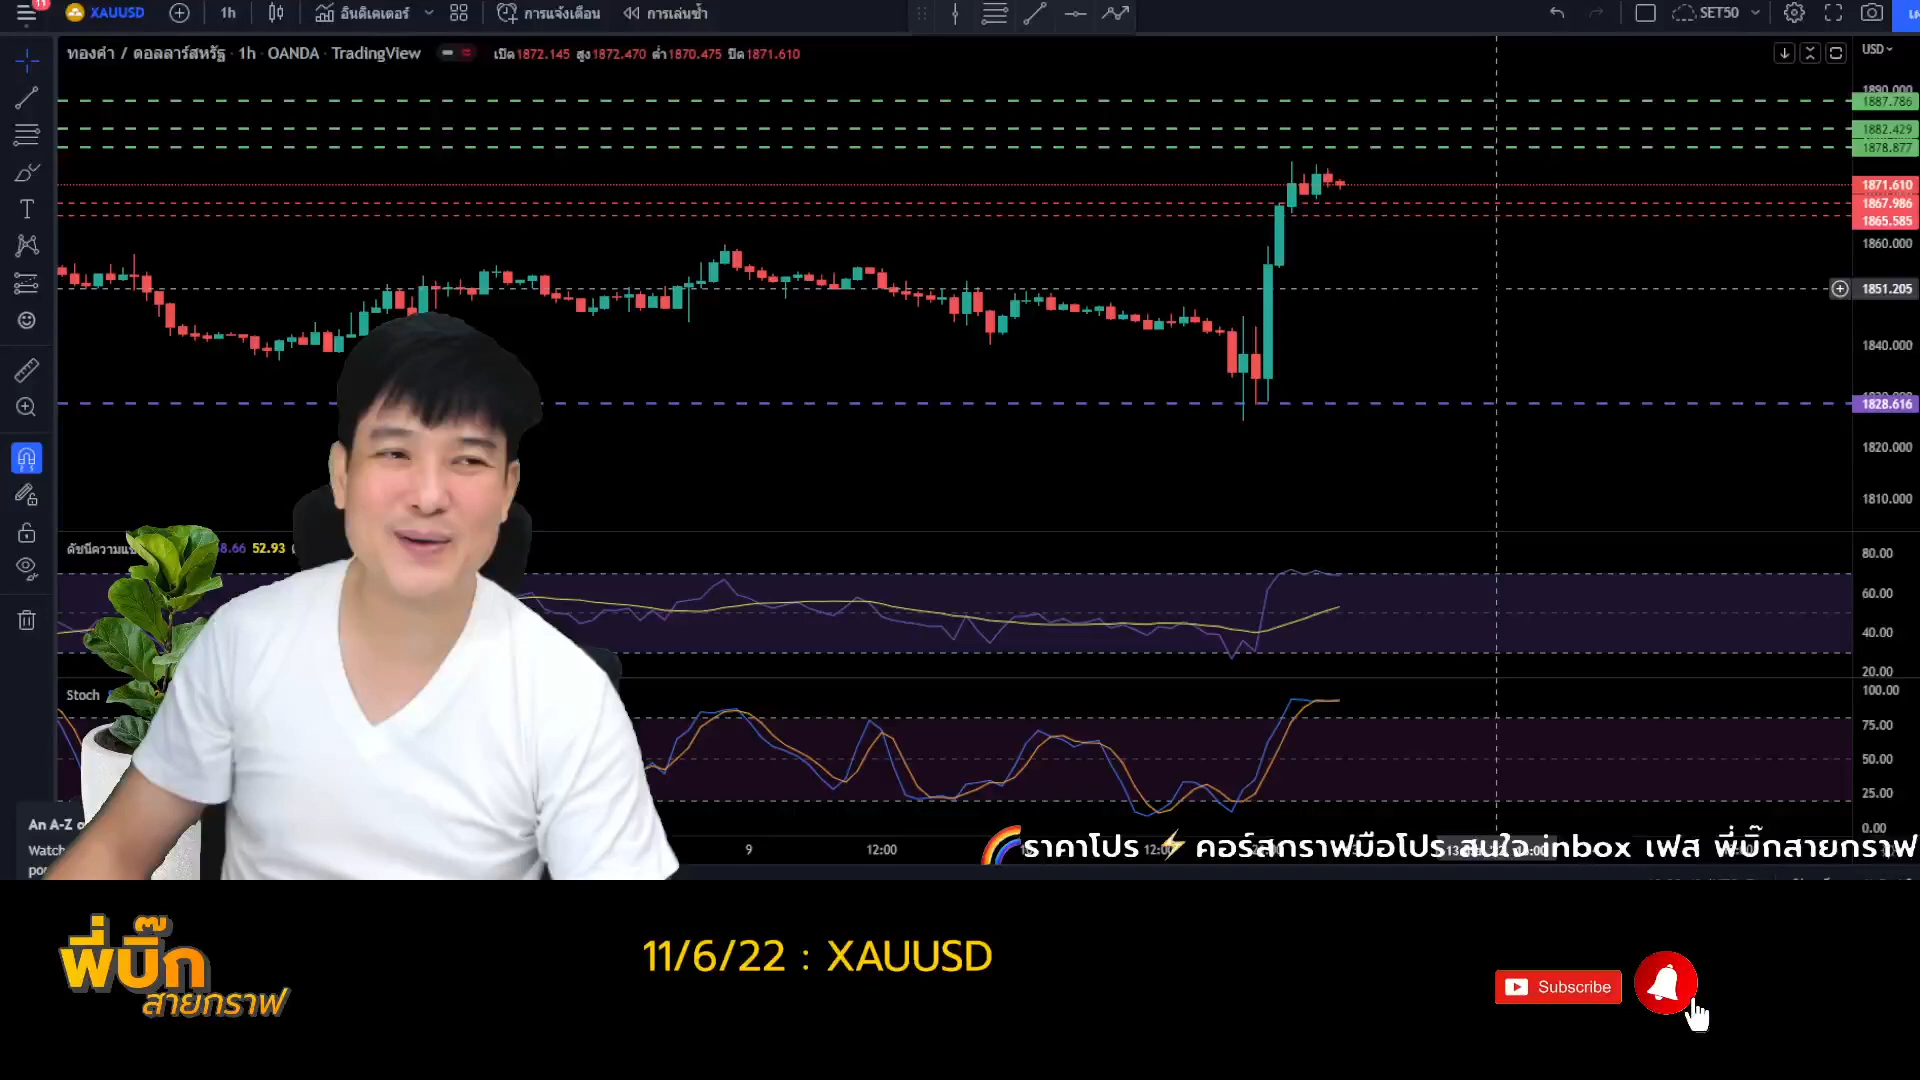 11
XAUUSD
1h
อินดิเคเตอร์
การแจ้งเตือน
การเล่นซ้ำ
SET50
ทองคำ / ดอลลาร์สหรัฐ · 1h · OANDA · TradingView
เปิด1872.145 สูง1872.470 ต่ำ1870.475 ปิด1871.610
USD
1890.000
1887.786
1882.429
1878.877
1871.610
1867.986
1865.585
1860.000
1851.205
1840.000
1828.616
1820.000
1810.000
52.93
80.00
60.00
40.00
20.00
Stoch
100.00
75.00
50.00
25.00
0.00
An A-Z
Watch
9
12:00
🌈ราคาโปร ⚡ คอร์สกราฟมือโปร สนใจ inbox เฟส พี่บิ๊กสายกราฟ
พี่บิ๊ก
สายกราฟ
11/6/22 : XAUUSD
Subscribe